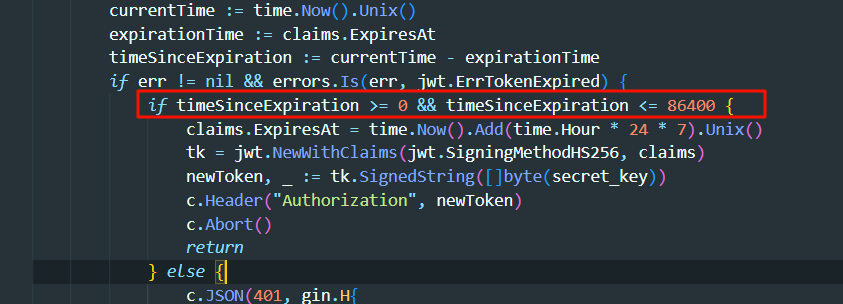 currentTime := time.Now().Unix()
expirationTime := claims.ExpiresAt
timeSinceExpiration := currentTime - expirationTime
if err != nil && errors.Is(err, jwt.ErrTokenExpired) {
if timeSinceExpiration >= 0 && timeSinceExpiration <= 86400 {
claims.ExpiresAt = time.Now().Add(time.Hour * 24 * 7).Unix()
tk = jwt.NewWithClaims(jwt.SigningMethodHS256, claims)
newToken, _ := tk.SignedString([]byte(secret_key))
c.Header("Authorization", newToken)
c.Abort()
return
} else {
c.JSON(401, gin.H{